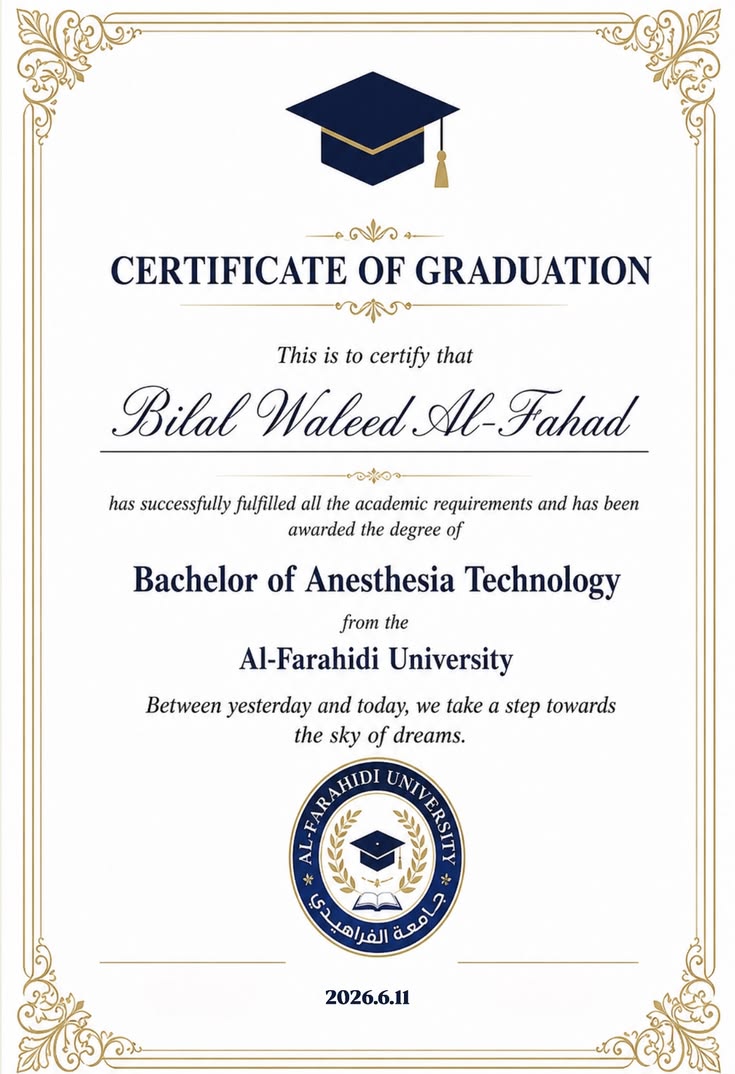 CERTIFICATE OF GRADUATION
This is to certify that
Bilal Waleed Al-Fahad
has successfully fulfilled all the academic requirements and has been
awarded the degree of
Bachelor of Anesthesia Technology
from the
Al-Farahidi University
Between yesterday and today, we take a step towards
the sky of dreams.
AL-FARAHIDI UNIVERSITY
جامعة الفراهيدي
2026.6.11